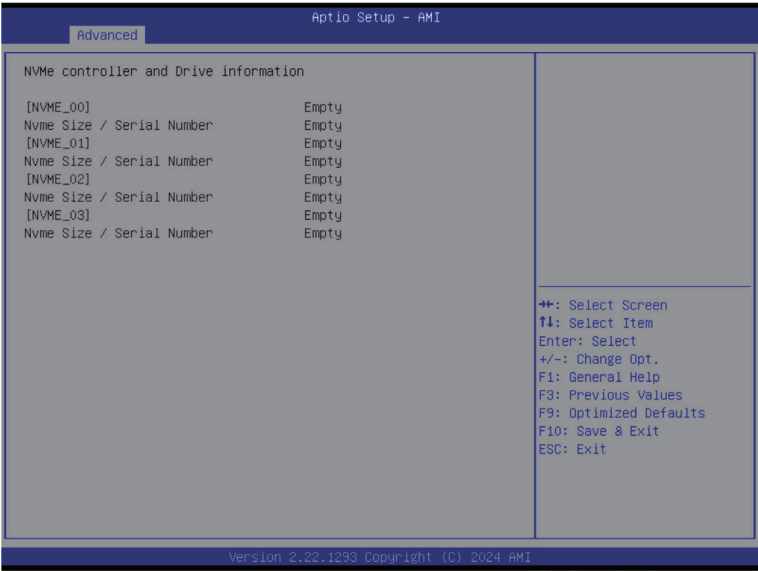 Aptio Setup – AMI
Advanced
NVMe controller and Drive information
[NVME_00] Empty
Nvme Size / Serial Number Empty
[NVME_01] Empty
Nvme Size / Serial Number Empty
[NVME_02] Empty
Nvme Size / Serial Number Empty
[NVME_03] Empty
Nvme Size / Serial Number Empty
→←: Select Screen
↑↓: Select Item
Enter: Select
+/-: Change Opt.
F1: General Help
F3: Previous Values
F9: Optimized Defaults
F10: Save & Exit
ESC: Exit
Version 2.22.1293 Copyright (C) 2024 AMI